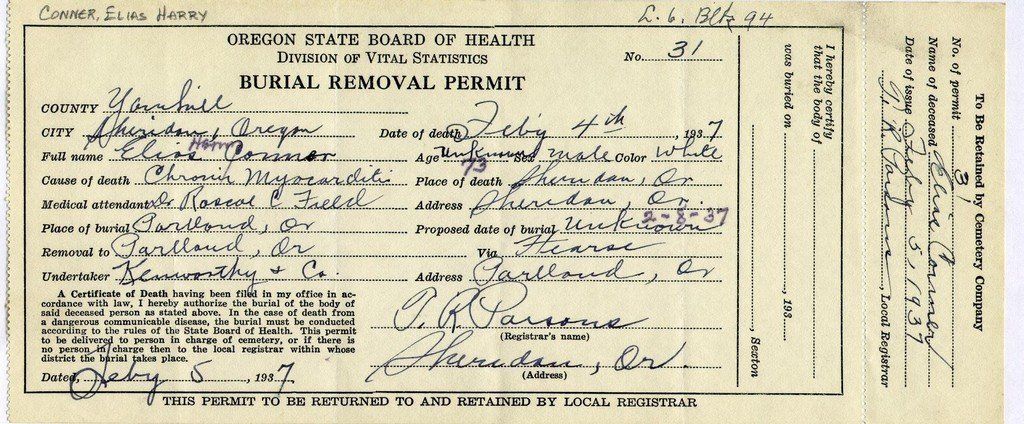 CONNER, ELIAS HARRY
L. 6. Blk 94
OREGON STATE BOARD OF HEALTH
DIVISION OF VITAL STATISTICS
No. 31
BURIAL REMOVAL PERMIT
COUNTY Yamhill
CITY Sheridan, Oregon Date of death Feb'y 4th, 1937
Full name Elias Harry Connor Age Unknown 73 Sex male Color White
Cause of death Chronic Myocarditis Place of death Sheridan, Or
Medical attendant Dr Roscoe C Field Address Sheridan, Or
Place of burial Portland, Or Proposed date of burial Unknown 2-8-37
Removal to Portland, Or Via Hearse
Undertaker Kenworthy & Co. Address Portland, Or
A Certificate of Death having been filed in my office in ac-
cordance with law, I hereby authorize the burial of the body of
said deceased person as stated above. In the case of death from
a dangerous communicable disease, the burial must be conducted
according to the rules of the State Board of Health. This permit
to be delivered to person in charge of cemetery, or if there is
no person in charge then to the local registrar within whose
district the burial takes place.
Dated, Feby 5, 1937
Parsons
(Registrar's name)
Sheridan, Or.
(Address)
THIS PERMIT TO BE RETURNED TO AND RETAINED BY LOCAL REGISTRAR
I hereby certify
that the body of
was buried on , 193
, Sexton
To Be Retained by Cemetery Company
No. of permit 31
Name of deceased Elias Connor
Date of issue Feby 5, 1937
Parsons, Local Registrar